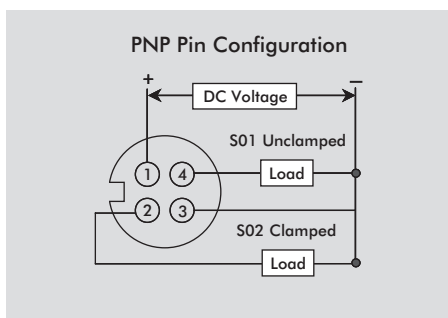 PNP Pin Configuration
+ –
DC Voltage
S01 Unclamped
1 4 Load
2 3
S02 Clamped
Load